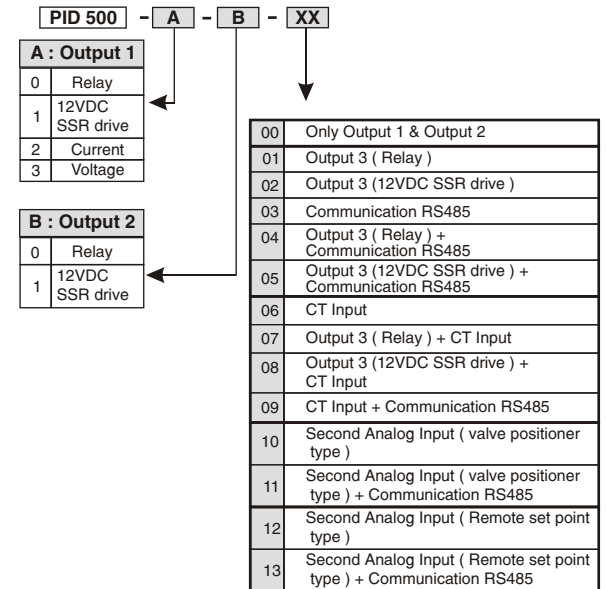 PID 500 - A - B - XX
A : Output 1
0 Relay
1 12VDC
SSR drive
2 Current
3 Voltage
B : Output 2
0 Relay
1 12VDC
SSR drive
00 Only Output 1 & Output 2
01 Output 3 ( Relay )
02 Output 3 (12VDC SSR drive )
03 Communication RS485
04 Output 3 ( Relay ) +
Communication RS485
05 Output 3 (12VDC SSR drive ) +
Communication RS485
06 CT Input
07 Output 3 ( Relay ) + CT Input
08 Output 3 (12VDC SSR drive ) +
CT Input
09 CT Input + Communication RS485
10 Second Analog Input ( valve positioner
type )
11 Second Analog Input ( valve positioner
type ) + Communication RS485
12 Second Analog Input ( Remote set point
type )
13 Second Analog Input ( Remote set point
type ) + Communication RS485